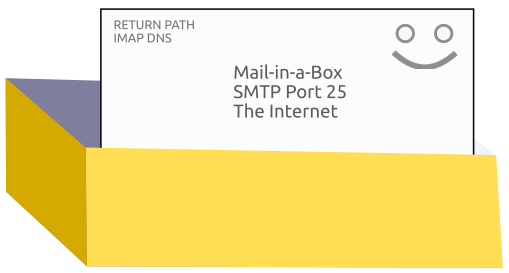 RETURN PATH
IMAP DNS
Mail-in-a-Box
SMTP Port 25
The Internet